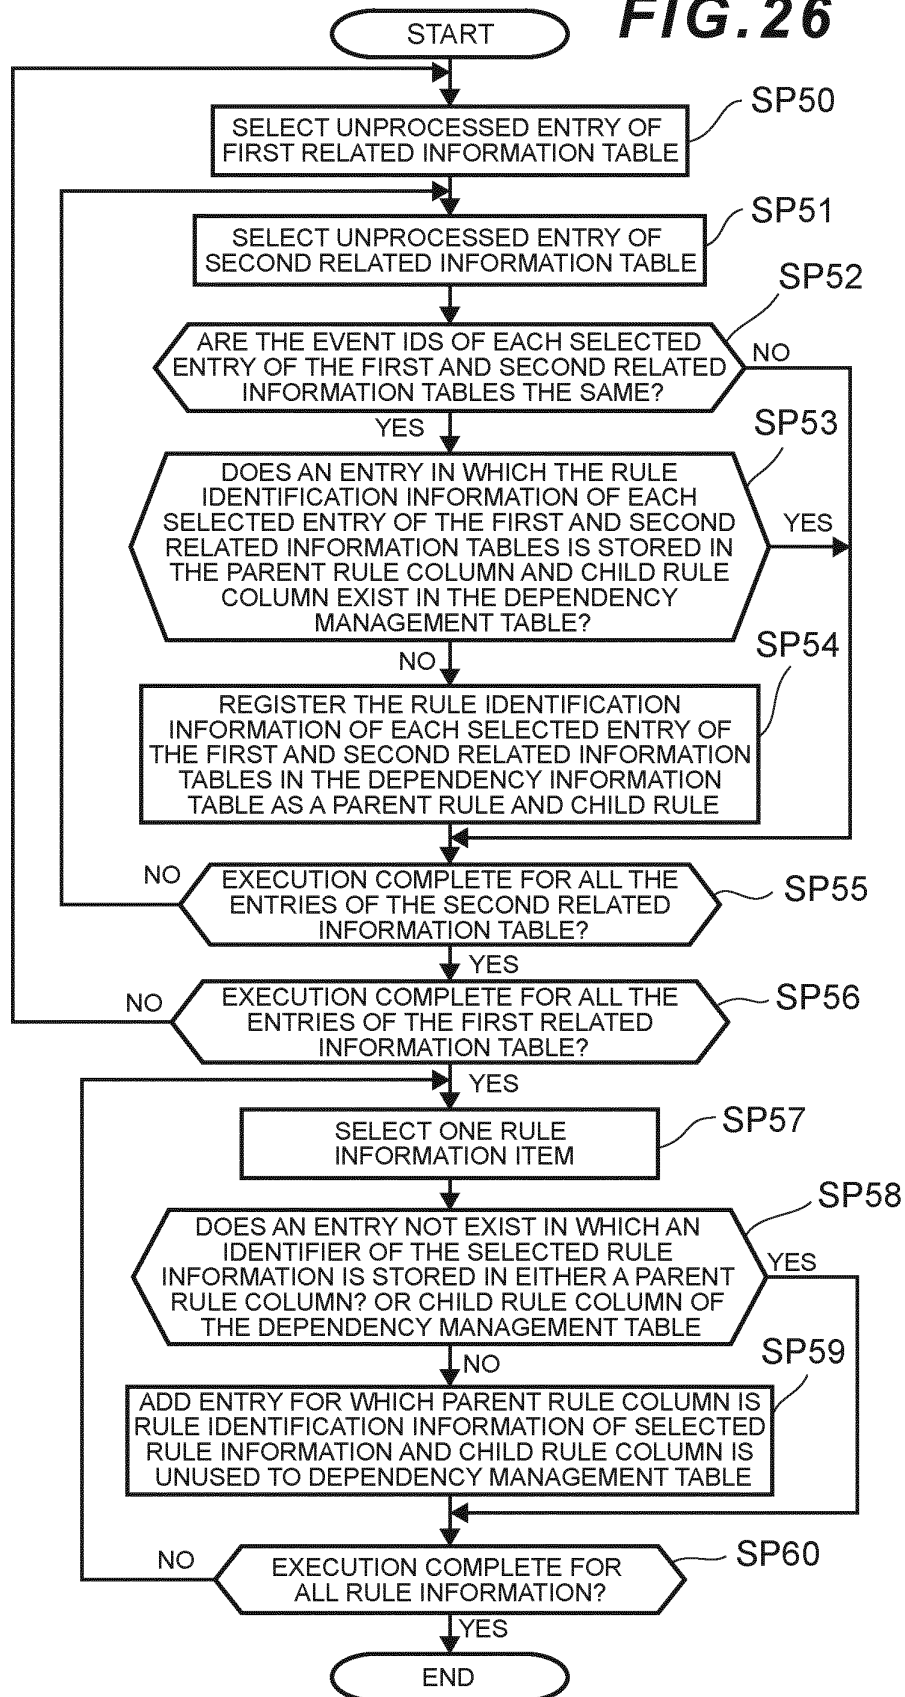 FIG.26
START
SP50
SELECT UNPROCESSED ENTRY OF
FIRST RELATED INFORMATION TABLE
SP51
SELECT UNPROCESSED ENTRY OF
SECOND RELATED INFORMATION TABLE
SP52
ARE THE EVENT IDS OF EACH SELECTED
ENTRY OF THE FIRST AND SECOND RELATED
INFORMATION TABLES THE SAME?
NO
YES
SP53
DOES AN ENTRY IN WHICH THE RULE
IDENTIFICATION INFORMATION OF EACH
SELECTED ENTRY OF THE FIRST AND SECOND
RELATED INFORMATION TABLES IS STORED IN
THE PARENT RULE COLUMN AND CHILD RULE
COLUMN EXIST IN THE DEPENDENCY
MANAGEMENT TABLE?
YES
NO
SP54
REGISTER THE RULE IDENTIFICATION
INFORMATION OF EACH SELECTED ENTRY OF
THE FIRST AND SECOND RELATED INFORMATION
TABLES IN THE DEPENDENCY INFORMATION
TABLE AS A PARENT RULE AND CHILD RULE
NO
EXECUTION COMPLETE FOR ALL THE
ENTRIES OF THE SECOND RELATED
INFORMATION TABLE?
SP55
YES
NO
EXECUTION COMPLETE FOR ALL THE
ENTRIES OF THE FIRST RELATED
INFORMATION TABLE?
SP56
YES
SELECT ONE RULE
INFORMATION ITEM
SP57
SP58
DOES AN ENTRY NOT EXIST IN WHICH AN
IDENTIFIER OF THE SELECTED RULE
INFORMATION IS STORED IN EITHER A PARENT
RULE COLUMN? OR CHILD RULE COLUMN OF
THE DEPENDENCY MANAGEMENT TABLE
YES
NO
SP59
ADD ENTRY FOR WHICH PARENT RULE COLUMN IS
RULE IDENTIFICATION INFORMATION OF SELECTED
RULE INFORMATION AND CHILD RULE COLUMN IS
UNUSED TO DEPENDENCY MANAGEMENT TABLE
NO
EXECUTION COMPLETE FOR
ALL RULE INFORMATION?
SP60
YES
END